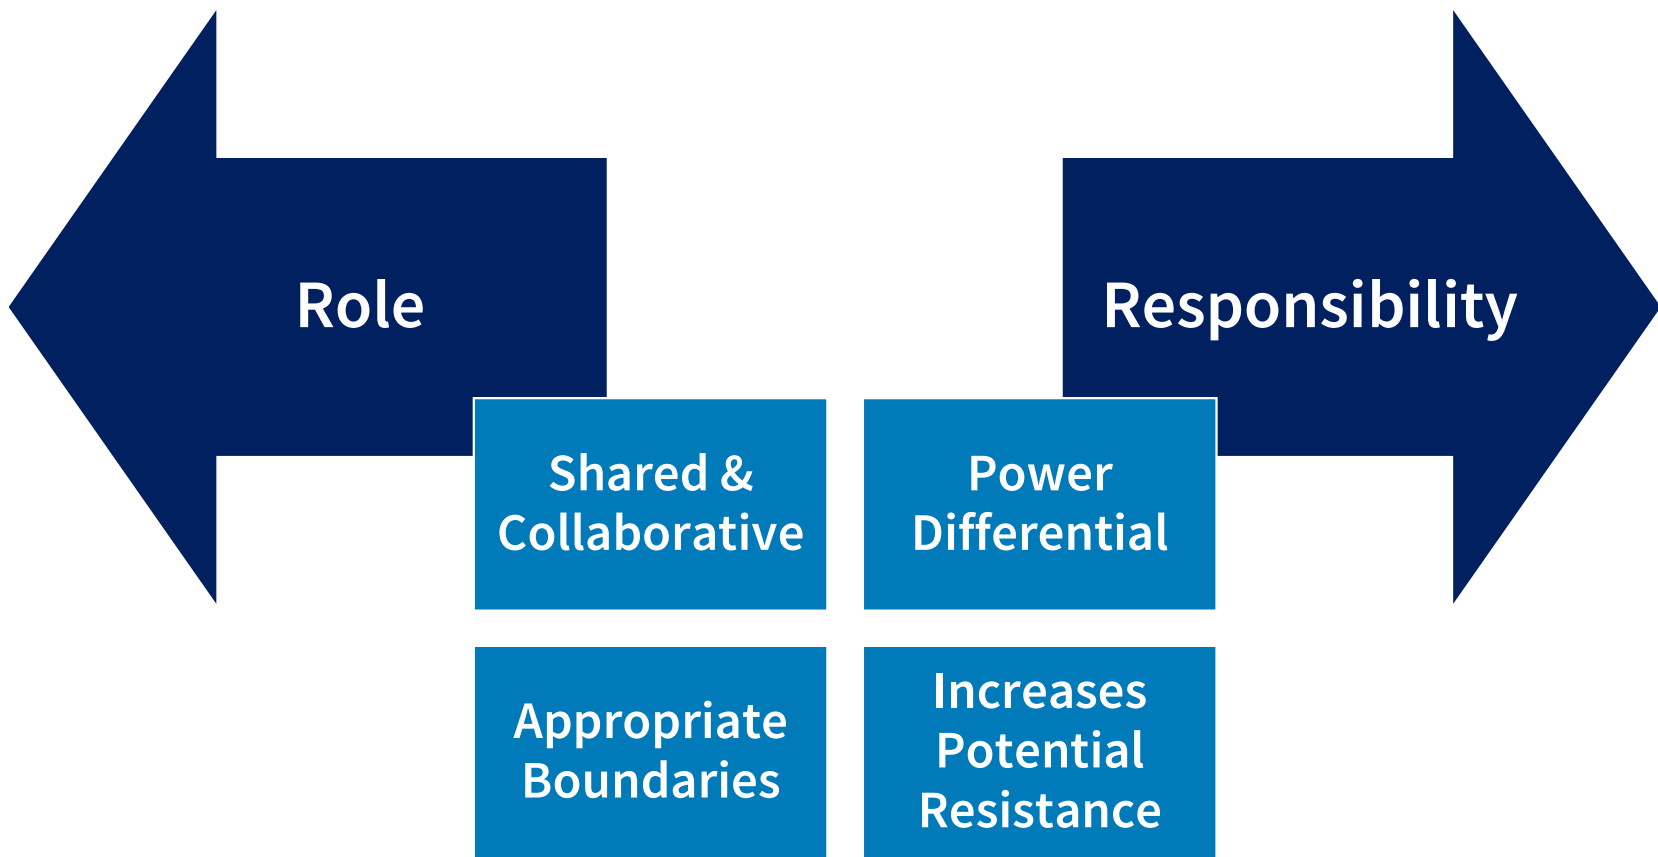 Role
Responsibility
Shared &
Collaborative
Power
Differential
Appropriate
Boundaries
Increases
Potential
Resistance